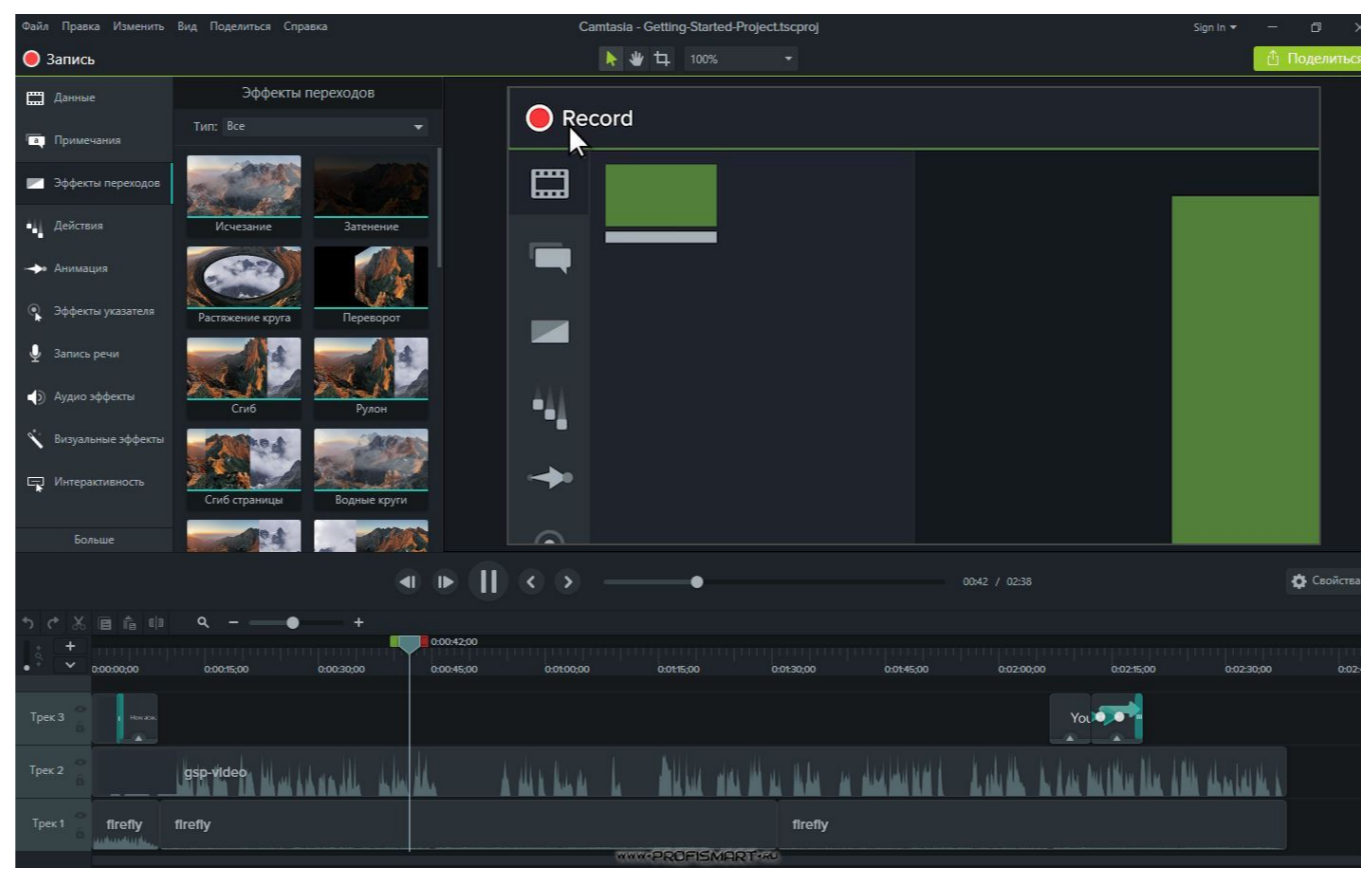 Файл Правка Изменить Вид Поделиться Справка
Camtasia - Getting-Started-Project.tscproj
Sign In
Запись
100%
Поделиться
Данные
Примечания
Эффекты переходов
Действия
Анимация
Эффекты указателя
Запись речи
Аудио эффекты
Визуальные эффекты
Интерактивность
Больше
Эффекты переходов
Тип: Все
Исчезание Затенение
Растяжение круга Переворот
Сгиб Рулон
Сгиб страницы Водные круги
Record
00:42 / 02:38
Свойства
0:00:42;00
0:00:00;00 0:00:15;00 0:00:30;00 0:00:45;00 0:01:00;00 0:01:15;00 0:01:30;00 0:01:45;00 0:02:00;00 0:02:15;00 0:02:30;00 0:02:
Трек 3
You
Трек 2 gsp-video
Трек 1 firefly firefly firefly
www.PROFISMART.RU